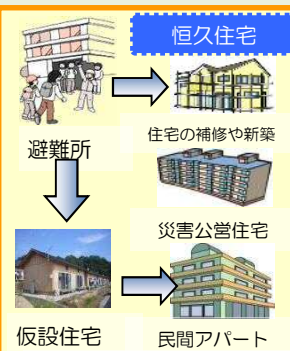 恒久住宅
避難所
住宅の補修や新築
災害公営住宅
仮設住宅
民間アパート